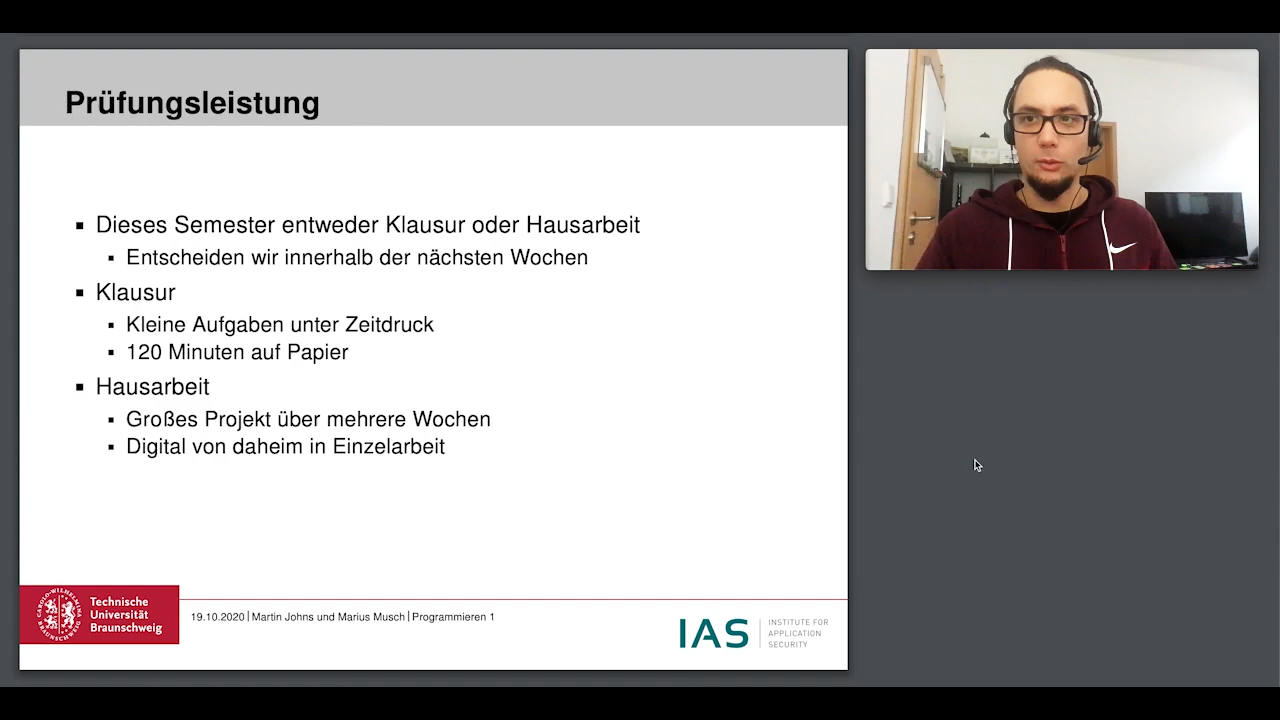 Prüfungsleistung
Dieses Semester entweder Klausur oder Hausarbeit
Entscheiden wir innerhalb der nächsten Wochen
Klausur
Kleine Aufgaben unter Zeitdruck
120 Minuten auf Papier
Hausarbeit
Großes Projekt über mehrere Wochen
Digital von daheim in Einzelarbeit
Technische
Universität
Braunschweig
19.10.2020 | Martin Johns und Marius Musch | Programmieren 1
IAS
INSTITUTE FOR
APPLICATION
SECURITY